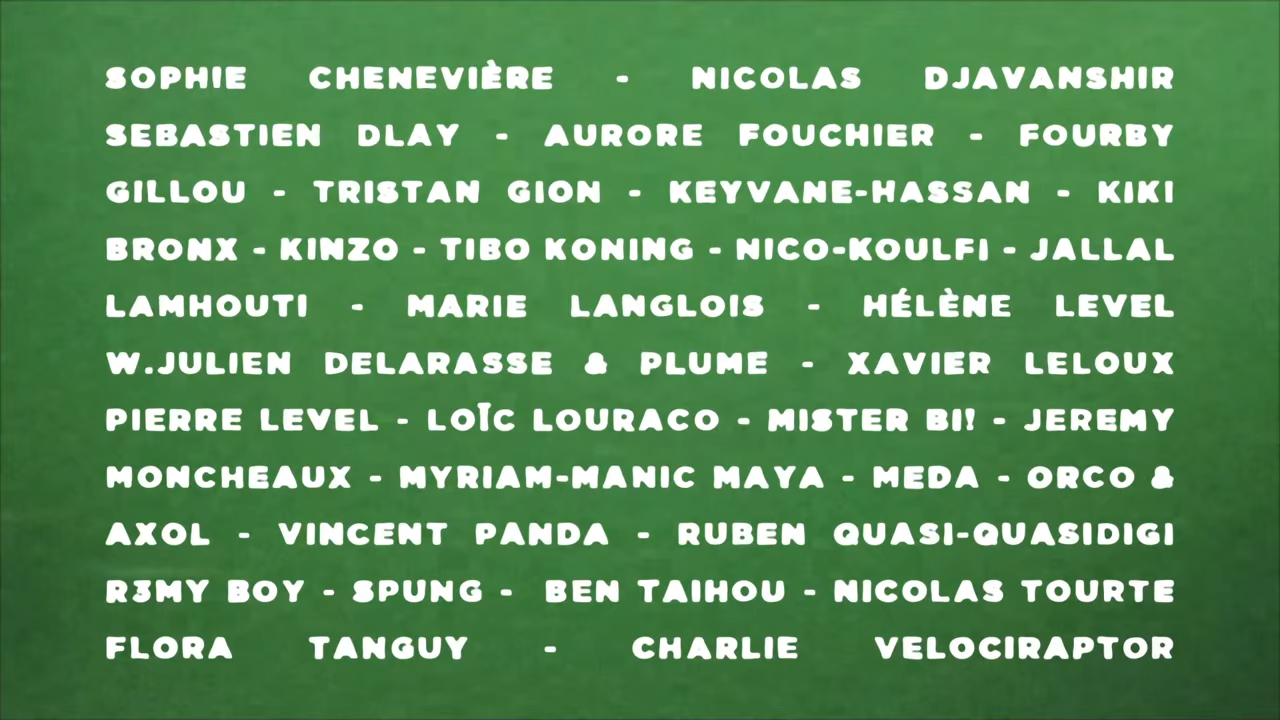 SOPHIE CHENEVIÈRE - NICOLAS DJAVANSHIR
SEBASTIEN DLAY - AURORE FOUCHIER - FOURBY
GILLOU - TRISTAN GION - KEYVANE-HASSAN - KIKI
BRONX - KINZO - TIBO KONING - NICO-KOULFI - JALLAL
LAMHOUTI - MARIE LANGLOIS - HÉLÈNE LEVEL
W.JULIEN DELARASSE & PLUME - XAVIER LELOUX
PIERRE LEVEL - LOÏC LOURACO - MISTER BI! - JEREMY
MONCHEAUX - MYRIAM-MANIC MAYA - MEDA - ORCO &
AXOL - VINCENT PANDA - RUBEN QUASI-QUASIDIGI
R3MY BOY - SPUNG - BEN TAIHOU - NICOLAS TOURTE
FLORA TANGUY - CHARLIE VELOCIRAPTOR